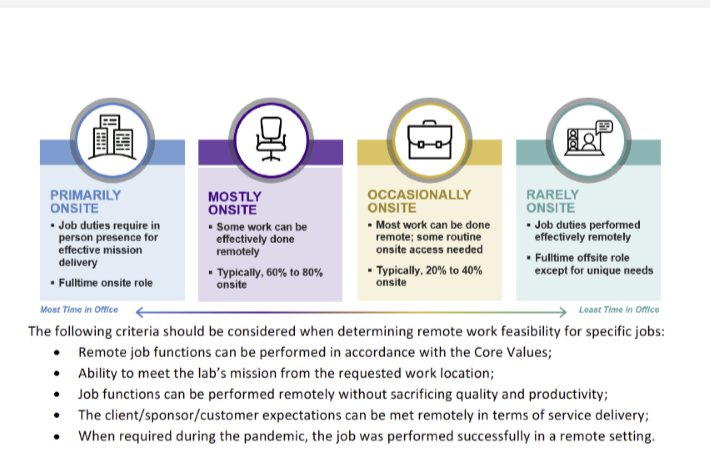 PRIMARILY
ONSITE
▪ Job duties require in
person presence for
effective mission
delivery
▪ Fulltime onsite role
MOSTLY
ONSITE
▪ Some work can be
effectively done
remotely
▪ Typically, 60% to 80%
onsite
OCCASIONALLY
ONSITE
▪ Most work can be done
remote; some routine
onsite access needed
▪ Typically, 20% to 40%
onsite
RARELY
ONSITE
▪ Job duties performed
effectively remotely
▪ Fulltime offsite role
except for unique needs
Most Time in Office
Least Time in Office
The following criteria should be considered when determining remote work feasibility for specific jobs:
• Remote job functions can be performed in accordance with the Core Values;
• Ability to meet the lab's mission from the requested work location;
• Job functions can be performed remotely without sacrificing quality and productivity;
• The client/sponsor/customer expectations can be met remotely in terms of service delivery;
• When required during the pandemic, the job was performed successfully in a remote setting.